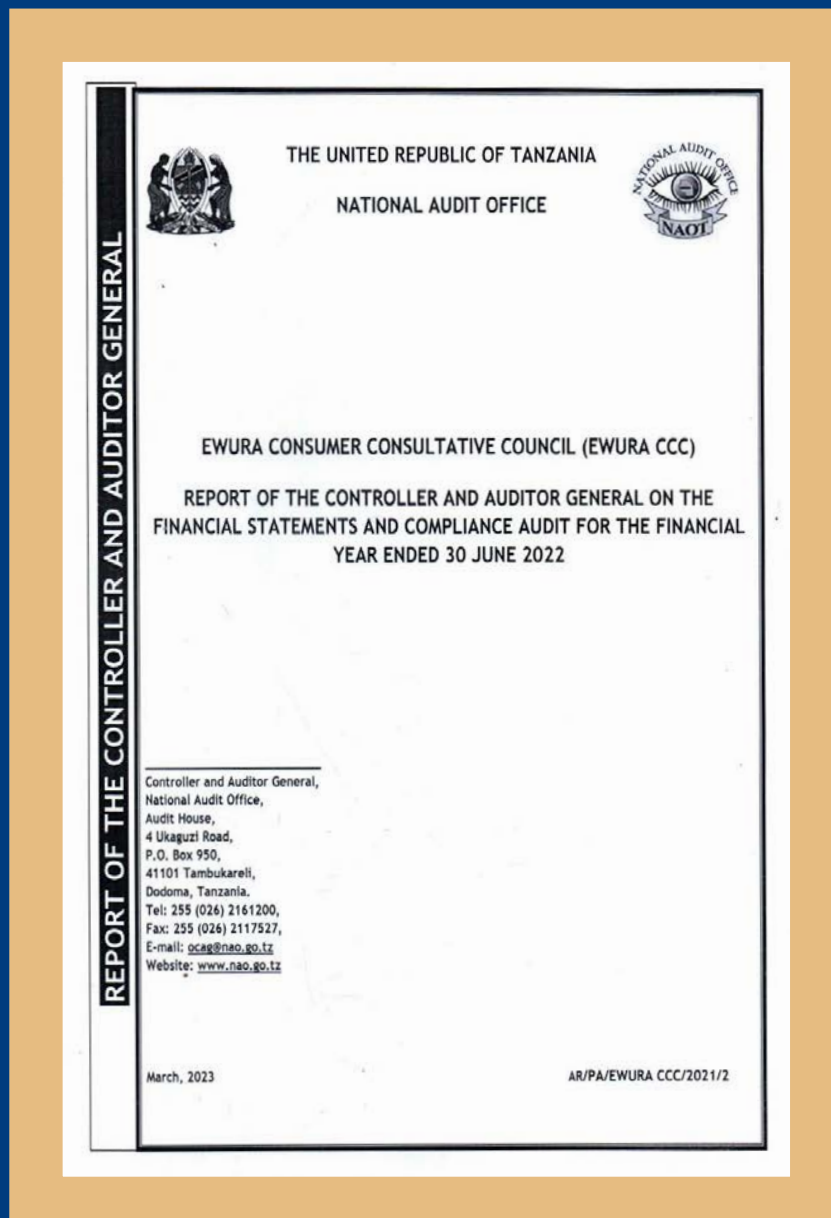 REPORT OF THE CONTROLLER AND AUDITOR GENERAL
THE UNITED REPUBLIC OF TANZANIA
NATIONAL AUDIT OFFICE
NATIONAL AUDIT OFFICE
NAOT
EWURA CONSUMER CONSULTATIVE COUNCIL (EWURA CCC)
REPORT OF THE CONTROLLER AND AUDITOR GENERAL ON THE
FINANCIAL STATEMENTS AND COMPLIANCE AUDIT FOR THE FINANCIAL
YEAR ENDED 30 JUNE 2022
Controller and Auditor General,
National Audit Office,
Audit House,
4 Ukaguzi Road,
P.O. Box 950,
41101 Tambukareli,
Dodoma, Tanzania.
Tel: 255 (026) 2161200,
Fax: 255 (026) 2117527,
E-mail: ocag@nao.go.tz
Website: www.nao.go.tz
March, 2023
AR/PA/EWURA CCC/2021/2